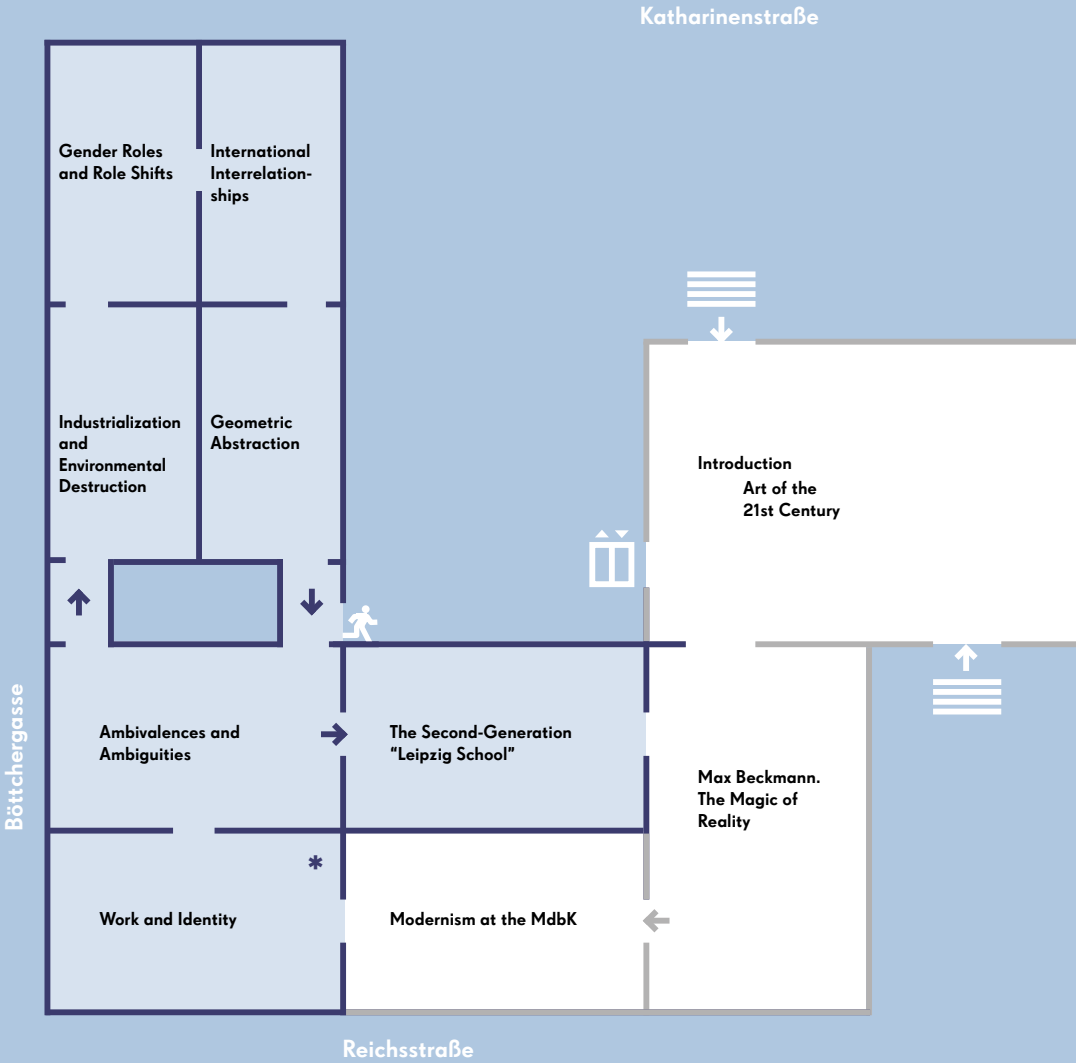 Katharinenstraße
Gender Roles
and Role Shifts
International
Interrelation-
ships
Industrialization
and
Environmental
Destruction
Geometric
Abstraction
Introduction
Art of the
21st Century
Böttchergasse
Ambivalences and
Ambiguities
The Second-Generation
“Leipzig School”
Max Beckmann.
The Magic of
Reality
*
Work and Identity
Modernism at the MdbK
Reichsstraße